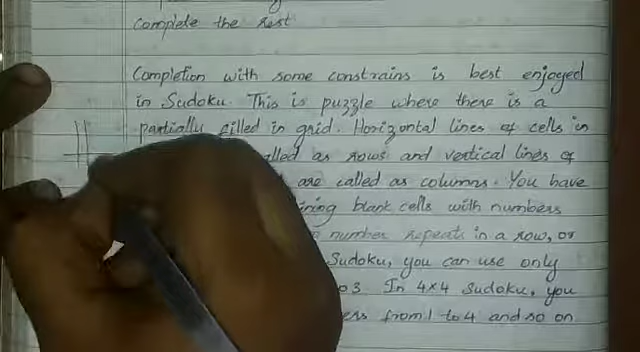 Complete the rest
Completion with some constrains is best enjoyed
in Sudoku. This is puzzle where there is a
partially filled in grid. Horizontal lines of cells in
as rows and vertical lines of
are called as columns. You have
blank cells with numbers
number repeats in a row, or
Sudoku, you can use only
3. In 4x4 Sudoku, you
from 1 to 4 and so on